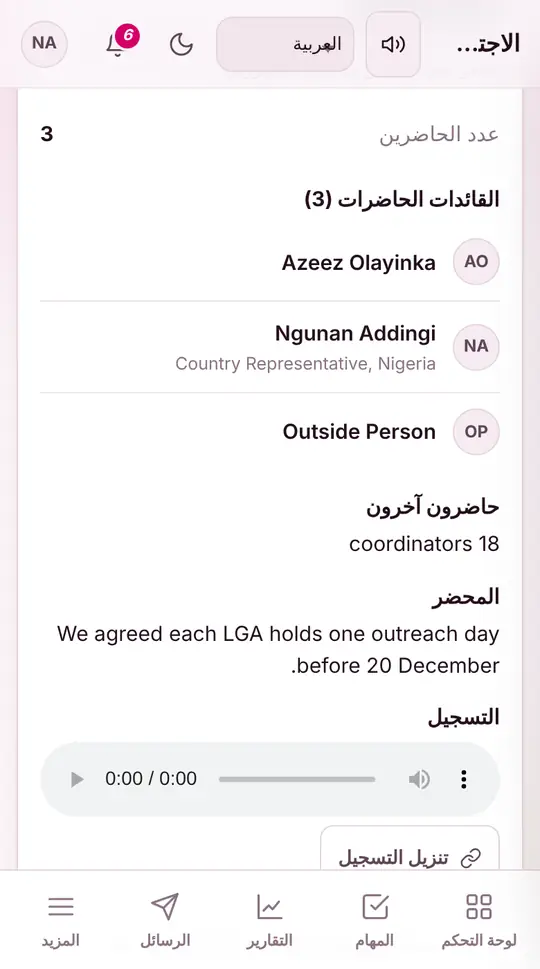 الاجتـ...
العربية
6
NA
عدد الحاضرين
3
القائدات الحاضرات (3)
AO
Azeez Olayinka
NA
Ngunan Addingi
Country Representative, Nigeria
OP
Outside Person
حاضرون آخرون
18 coordinators
المحضر
We agreed each LGA holds one outreach day
before 20 December.
التسجيل
0:00 / 0:00
تنزيل التسجيل
لوحة التحكم
المهام
التقارير
الرسائل
المزيد